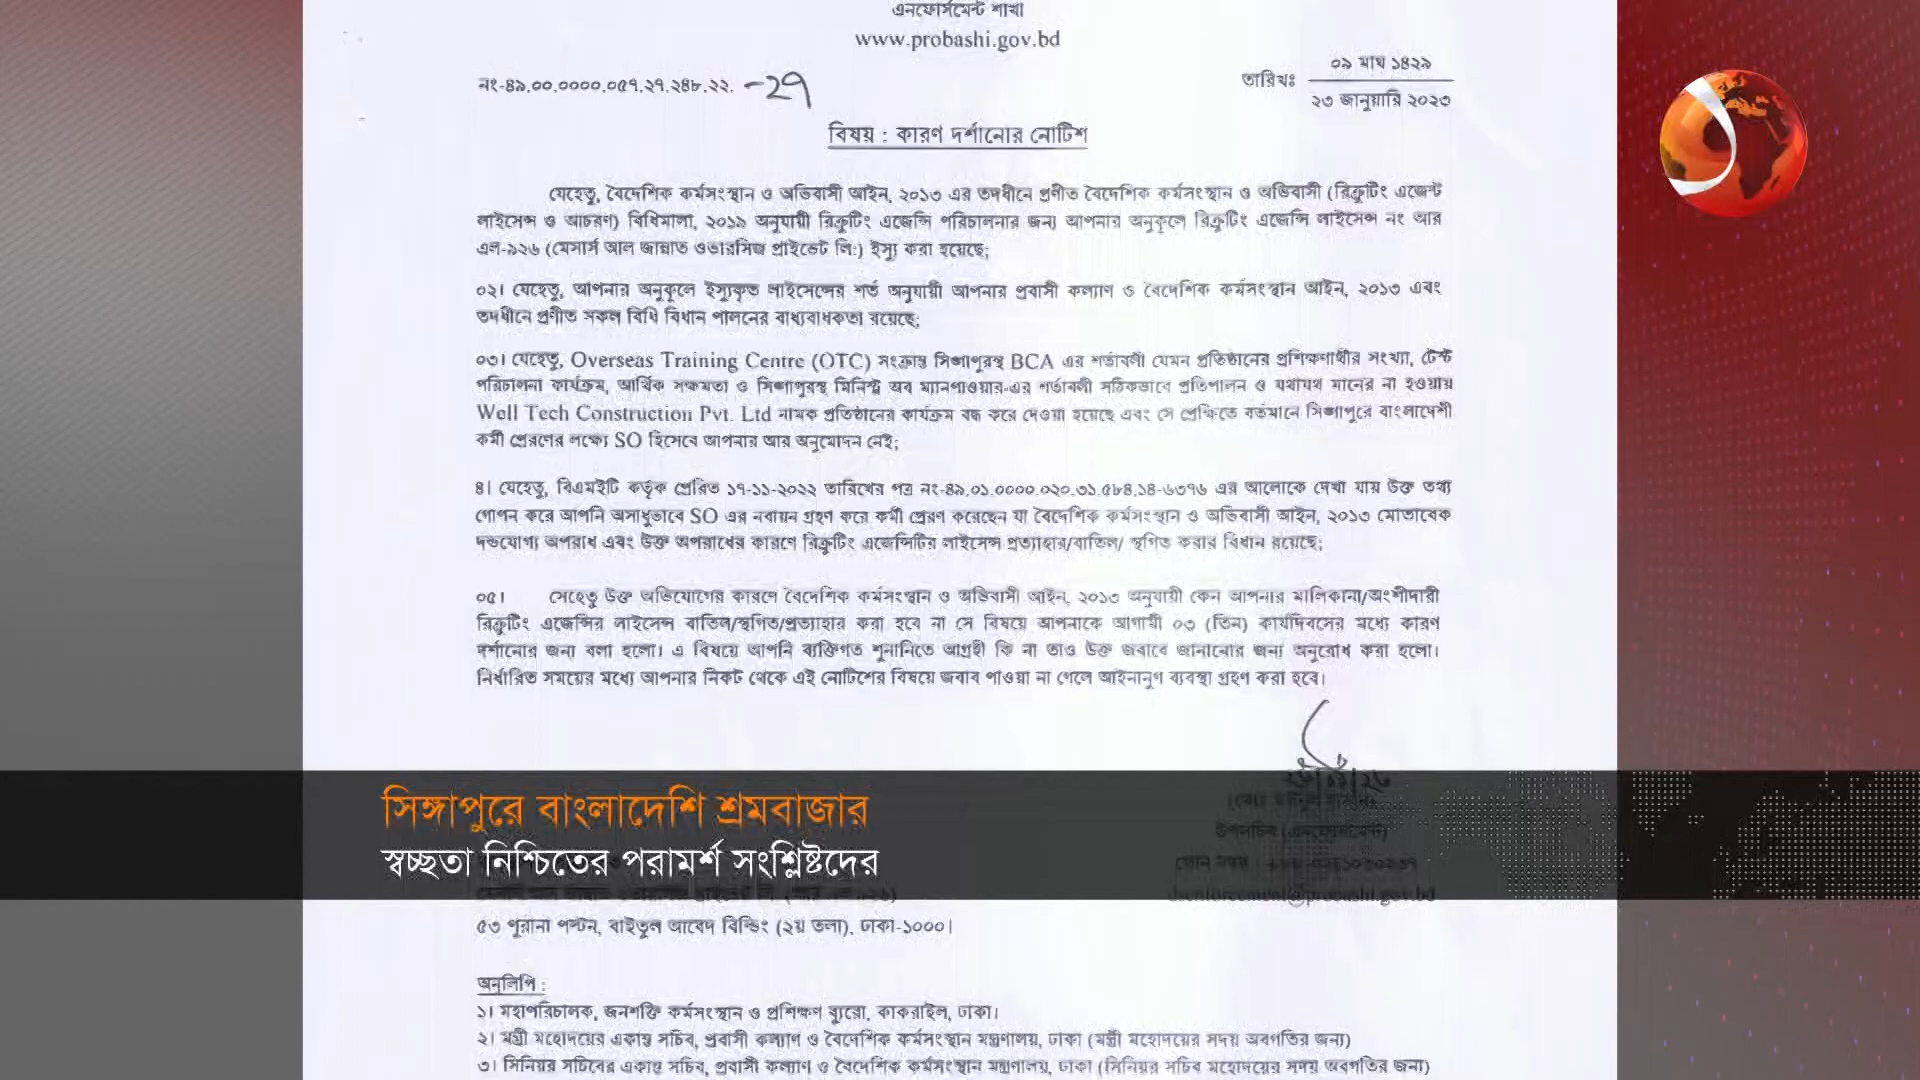 এনফোর্সমেন্ট শাখা
www.probashi.gov.bd
নং-৪৯.০০.০০০০.০৫৭.২৭.২৪৮.২২. -২৭
তারিখঃ ০৯ মাঘ ১৪২৯
২৩ জানুয়ারি ২০২৩
বিষয় : কারণ দর্শানোর নোটিশ
যেহেতু, বৈদেশিক কর্মসংস্থান ও অভিবাসী আইন, ২০১৩ এর তদধীনে প্রণীত বৈদেশিক কর্মসংস্থান ও অভিবাসী (রিক্রুটিং এজেন্ট
লাইসেন্স ও আচরণ) বিধিমালা, ২০১৯ অনুযায়ী রিক্রুটিং এজেন্সি পরিচালনার জন্য আপনার অনুকূলে রিক্রুটিং এজেন্সি লাইসেন্স নং আর
এল-৯২৬ (মেসার্স আল জান্নাত ওভারসিজ প্রাইভেট লি:) ইস্যু করা হয়েছে;
০২। যেহেতু, আপনার অনুকূলে ইস্যুকৃত লাইসেন্সের শর্ত অনুযায়ী আপনার প্রবাসী কল্যাণ ও বৈদেশিক কর্মসংস্থান আইন, ২০১৩ এবং
তদধীনে প্রণীত সকল বিধি বিধান পালনের বাধ্যবাধকতা রয়েছে;
০৩। যেহেতু, Overseas Training Centre (OTC) সংক্রান্ত সিঙ্গাপুরস্থ BCA এর শর্তাবলী যেমন প্রতিষ্ঠানের প্রশিক্ষণার্থীর সংখ্যা, টেস্ট
পরিচালনা কার্যক্রম, আর্থিক সক্ষমতা ও সিঙ্গাপুরস্থ মিনিস্ট্রি অব ম্যানপাওয়ার-এর শর্তাবলী সঠিকভাবে প্রতিপালন ও যথাযথ মানের না হওয়ায়
Well Tech Construction Pvt. Ltd নামক প্রতিষ্ঠানের কার্যক্রম বন্ধ করে দেওয়া হয়েছে এবং সে প্রেক্ষিতে বর্তমানে সিঙ্গাপুরে বাংলাদেশী
কর্মী প্রেরণের লক্ষ্যে SO হিসেবে আপনার আর অনুমোদন নেই;
৪। যেহেতু, বিএমইটি কর্তৃক প্রেরিত ১৭-১১-২০২২ তারিখের পত্র নং-৪৯.০১.০০০০.০২০.৩১.৫৮৪.১৪-৬৩৭৬ এর আলোকে দেখা যায় উক্ত তথ্য
গোপন করে আপনি অসাধুভাবে SO এর নবায়ন গ্রহণ করে কর্মী প্রেরণ করেছেন যা বৈদেশিক কর্মসংস্থান ও অভিবাসী আইন, ২০১৩ মোতাবেক
দন্ডযোগ্য অপরাধ এবং উক্ত অপরাধের কারণে রিক্রুটিং এজেন্সিটির লাইসেন্স প্রত্যাহার/বাতিল/ স্থগিত করার বিধান রয়েছে;
০৫। সেহেতু উক্ত অভিযোগের কারণে বৈদেশিক কর্মসংস্থান ও অভিবাসী আইন, ২০১৩ অনুযায়ী কেন আপনার মালিকানা/অংশীদারী
রিক্রুটিং এজেন্সির লাইসেন্স বাতিল/স্থগিত/প্রত্যাহার করা হবে না সে বিষয়ে আপনাকে আগামী ০৩ (তিন) কার্যদিবসের মধ্যে কারণ
দর্শানোর জন্য বলা হলো। এ বিষয়ে আপনি ব্যক্তিগত শুনানিতে আগ্রহী কি না তাও উক্ত জবাবে জানানোর জন্য অনুরোধ করা হলো।
নির্ধারিত সময়ের মধ্যে আপনার নিকট থেকে এই নোটিশের বিষয়ে জবাব পাওয়া না গেলে আইনানুগ ব্যবস্থা গ্রহণ করা হবে।
উপসচিব (এনফোর্সমেন্ট)
সিঙ্গাপুরে বাংলাদেশি শ্রমবাজার
স্বচ্ছতা নিশ্চিতের পরামর্শ সংশ্লিষ্টদের
৫৩ পুরানা পল্টন, বাইতুল আবেদ বিল্ডিং (২য় তলা), ঢাকা-১০০০।
অনুলিপি :
১। মহাপরিচালক, জনশক্তি কর্মসংস্থান ও প্রশিক্ষণ ব্যুরো, কাকরাইল, ঢাকা।
২। মন্ত্রী মহোদয়ের একান্ত সচিব, প্রবাসী কল্যাণ ও বৈদেশিক কর্মসংস্থান মন্ত্রণালয়, ঢাকা (মন্ত্রী মহোদয়ের সদয় অবগতির জন্য)
৩। সিনিয়র সচিবের একান্ত সচিব, প্রবাসী কল্যাণ ও বৈদেশিক কর্মসংস্থান মন্ত্রণালয়, ঢাকা (সিনিয়র সচিব মহোদয়ের সদয় অবগতির জন্য)